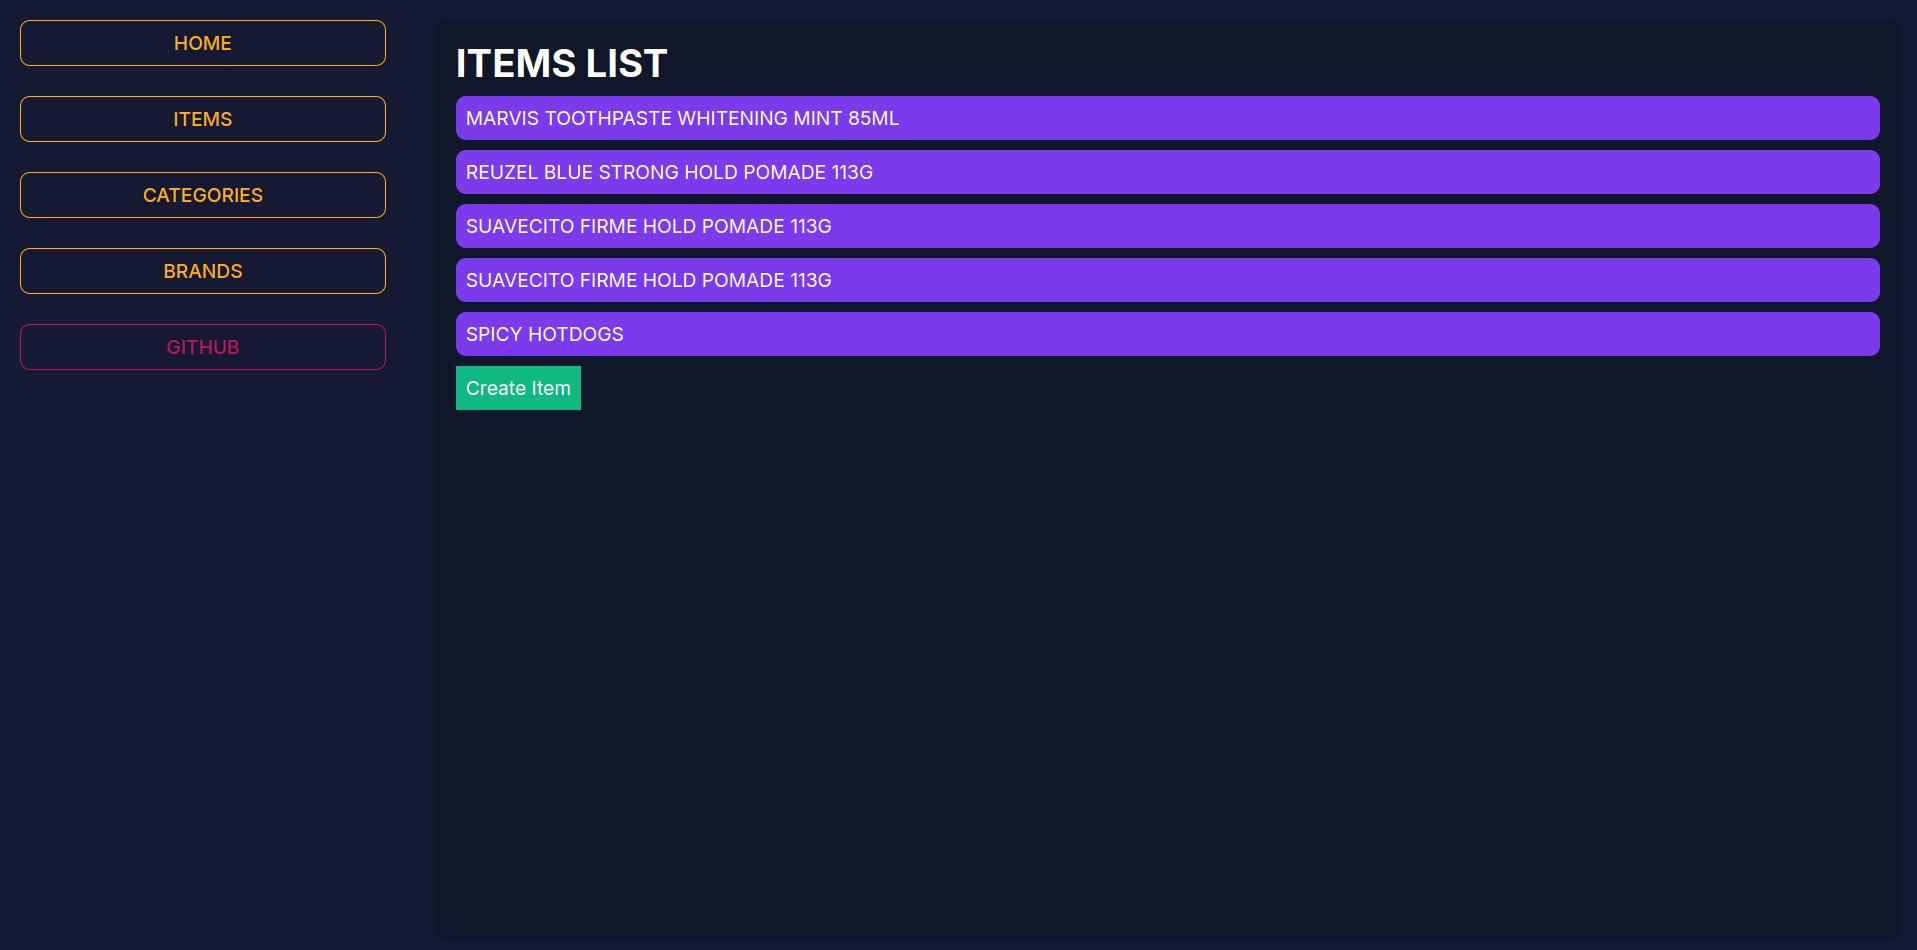 HOME
ITEMS
CATEGORIES
BRANDS
GITHUB
ITEMS LIST
MARVIS TOOTHPASTE WHITENING MINT 85ML
REUZEL BLUE STRONG HOLD POMADE 113G
SUAVECITO FIRME HOLD POMADE 113G
SUAVECITO FIRME HOLD POMADE 113G
SPICY HOTDOGS
Create Item